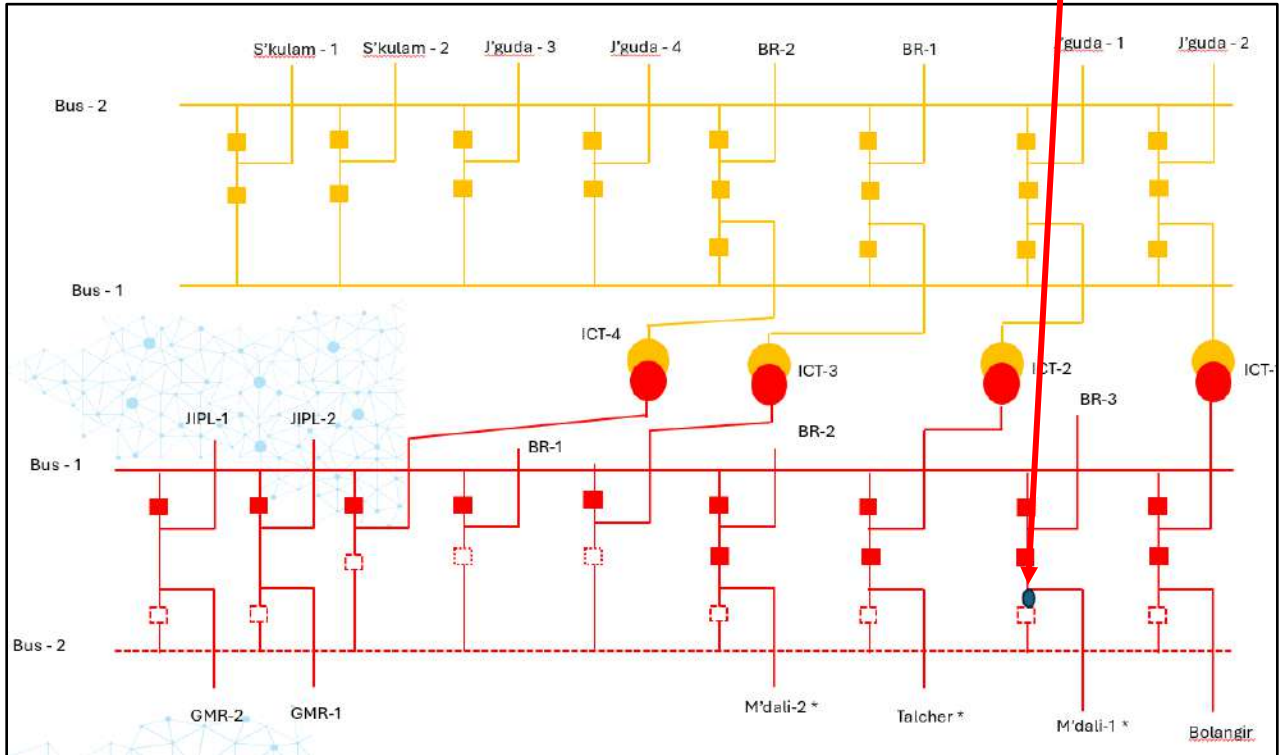 S'kulam - 1
S'kulam - 2
J'guda - 3
J'guda - 4
BR-2
BR-1
J'guda - 1
J'guda - 2
Bus - 2
Bus - 1
ICT-4
ICT-3
ICT-2
ICT-1
JIPL-1
JIPL-2
BR-1
BR-2
BR-3
Bus - 1
Bus - 2
GMR-2
GMR-1
M'dali-2 *
Talcher *
M'dali-1 *
Bolangir